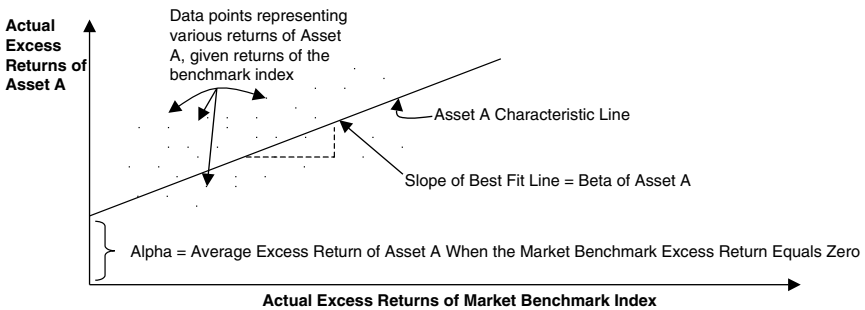 Actual
Excess
Returns of
Asset A
Data points representing
various returns of Asset
A, given returns of the
benchmark index
Asset A Characteristic Line
Slope of Best Fit Line = Beta of Asset A
Alpha = Average Excess Return of Asset A When the Market Benchmark Excess Return Equals Zero
Actual Excess Returns of Market Benchmark Index